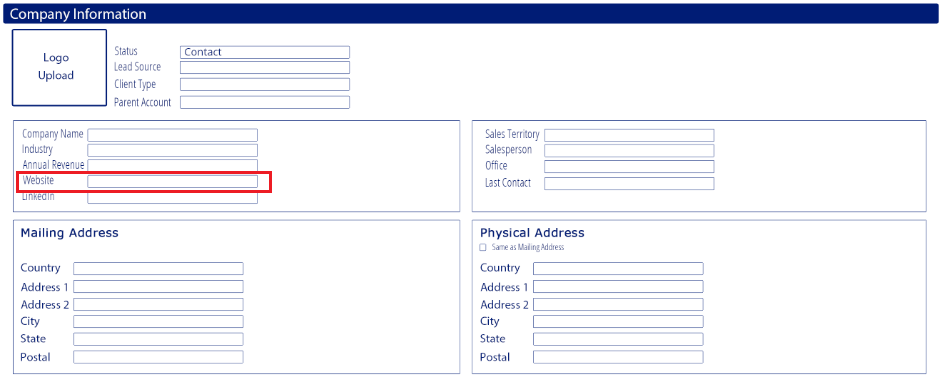 Company Information
Logo
Upload
Status Contact
Lead Source
Client Type
Parent Account
Company Name
Industry
Annual Revenue
Website
LinkedIn
Sales Territory
Salesperson
Office
Last Contact
Mailing Address
Country
Address 1
Address 2
City
State
Postal
Physical Address
Same as Mailing Address
Country
Address 1
Address 2
City
State
Postal